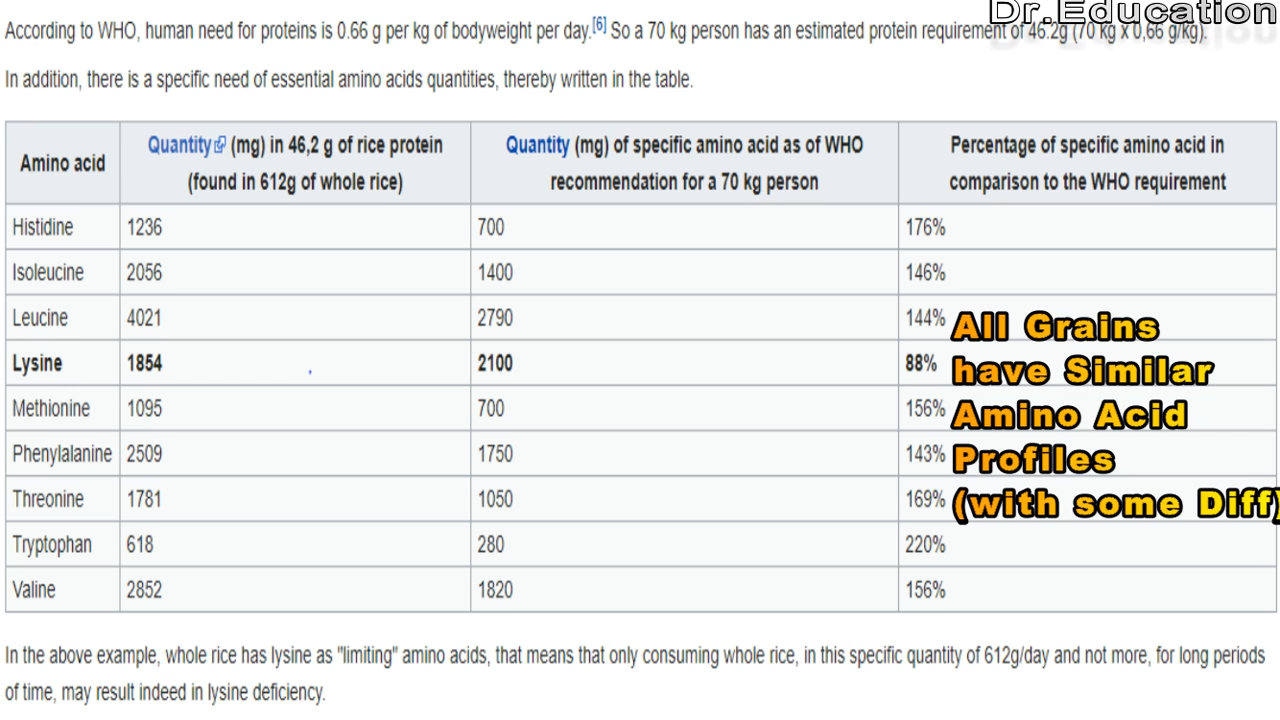 Dr.Education
According to WHO, human need for proteins is 0.66 g per kg of bodyweight per day.[6] So a 70 kg person has an estimated protein requirement of 46.2g (70 kg x 0,66 g/kg).
In addition, there is a specific need of essential amino acids quantities, thereby written in the table.
Amino acid
Quantity (mg) in 46,2 g of rice protein
(found in 612g of whole rice)
Quantity (mg) of specific amino acid as of WHO
recommendation for a 70 kg person
Percentage of specific amino acid in
comparison to the WHO requirement
Histidine 1236 700 176%
Isoleucine 2056 1400 146%
Leucine 4021 2790 144%
Lysine 1854 2100 88%
Methionine 1095 700 156%
Phenylalanine 2509 1750 143%
Threonine 1781 1050 169%
Tryptophan 618 280 220%
Valine 2852 1820 156%
All Grains
have Similar
Amino Acid
Profiles
(with some Diff)
In the above example, whole rice has lysine as "limiting" amino acids, that means that only consuming whole rice, in this specific quantity of 612g/day and not more, for long periods
of time, may result indeed in lysine deficiency.